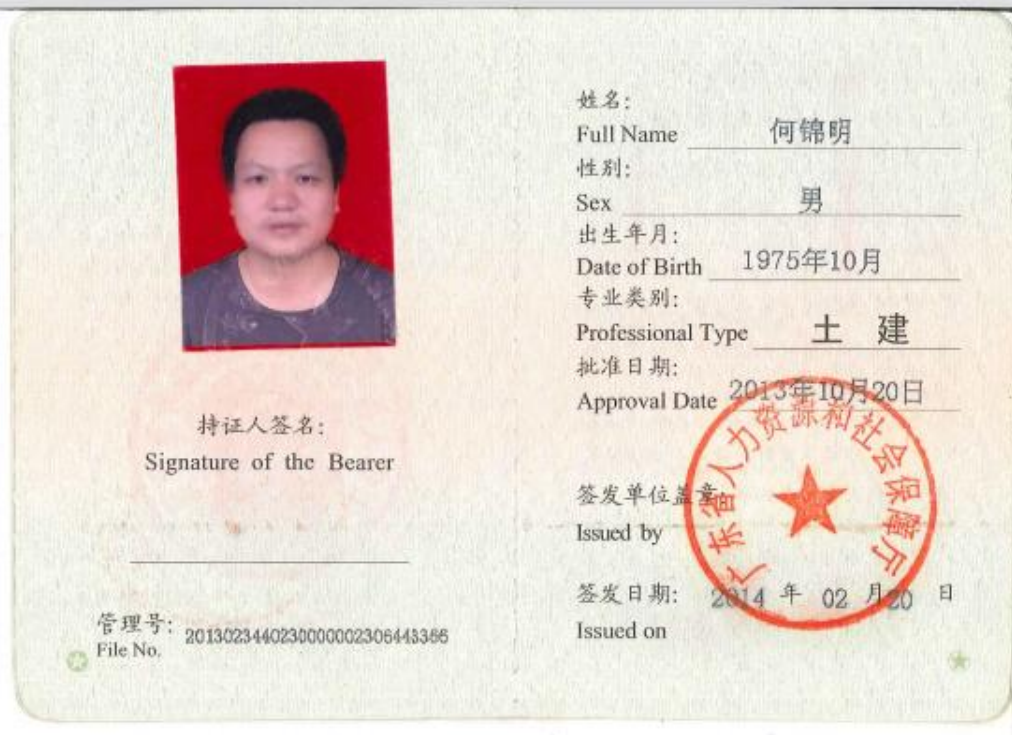 持证人签名:
Signature of the Bearer
管理号: 2013023440230000002306443366
File No.
姓名:
Full Name 何锦明
性别:
Sex 男
出生年月:
Date of Birth 1975年10月
专业类别:
Professional Type 土 建
批准日期:
Approval Date 2013年10月20日
签发单位盖章
Issued by
广东省人力资源和社会保障厅
签发日期: 2014 年 02 月20 日
Issued on